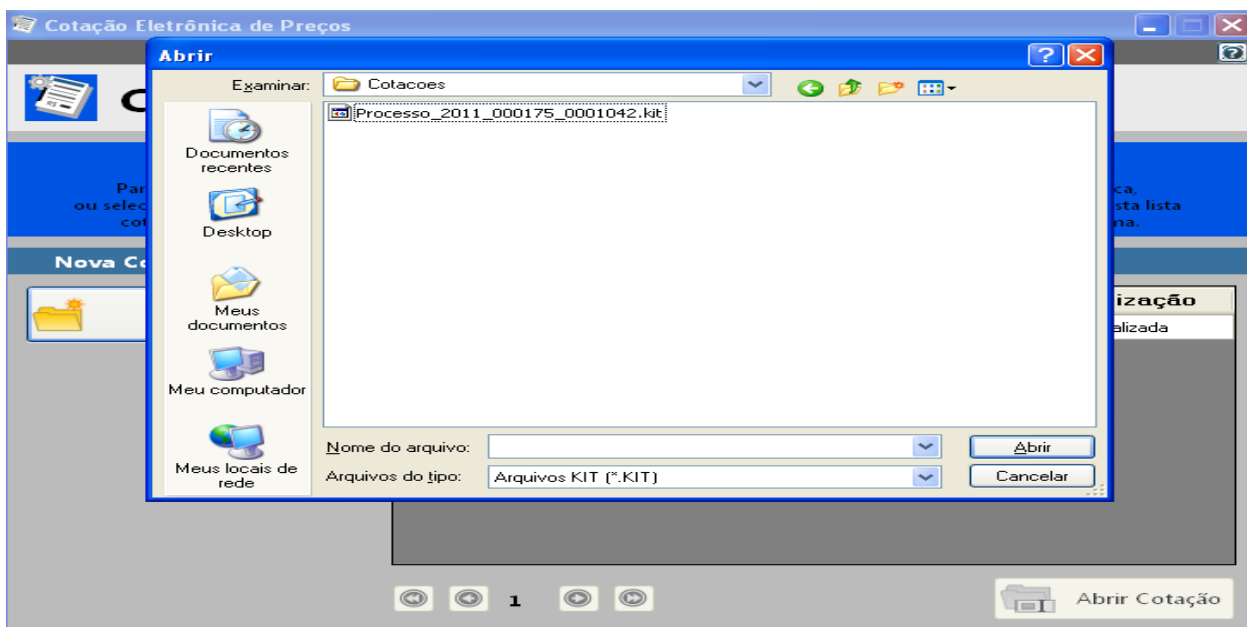 Cotação Eletrônica de Preços
Abrir
Examinar:
Cotacoes
Processo_2011_000175_0001042.kit
Documentos
recentes
Desktop
Meus
documentos
Meu computador
Meus locais de
rede
Nome do arquivo:
Arquivos do tipo:
Arquivos KIT (*.KIT)
Abrir
Cancelar
C
Par
ca,
ou selec
sta lista
cot
na.
Nova Co
ização
alizada
1
Abrir Cotação